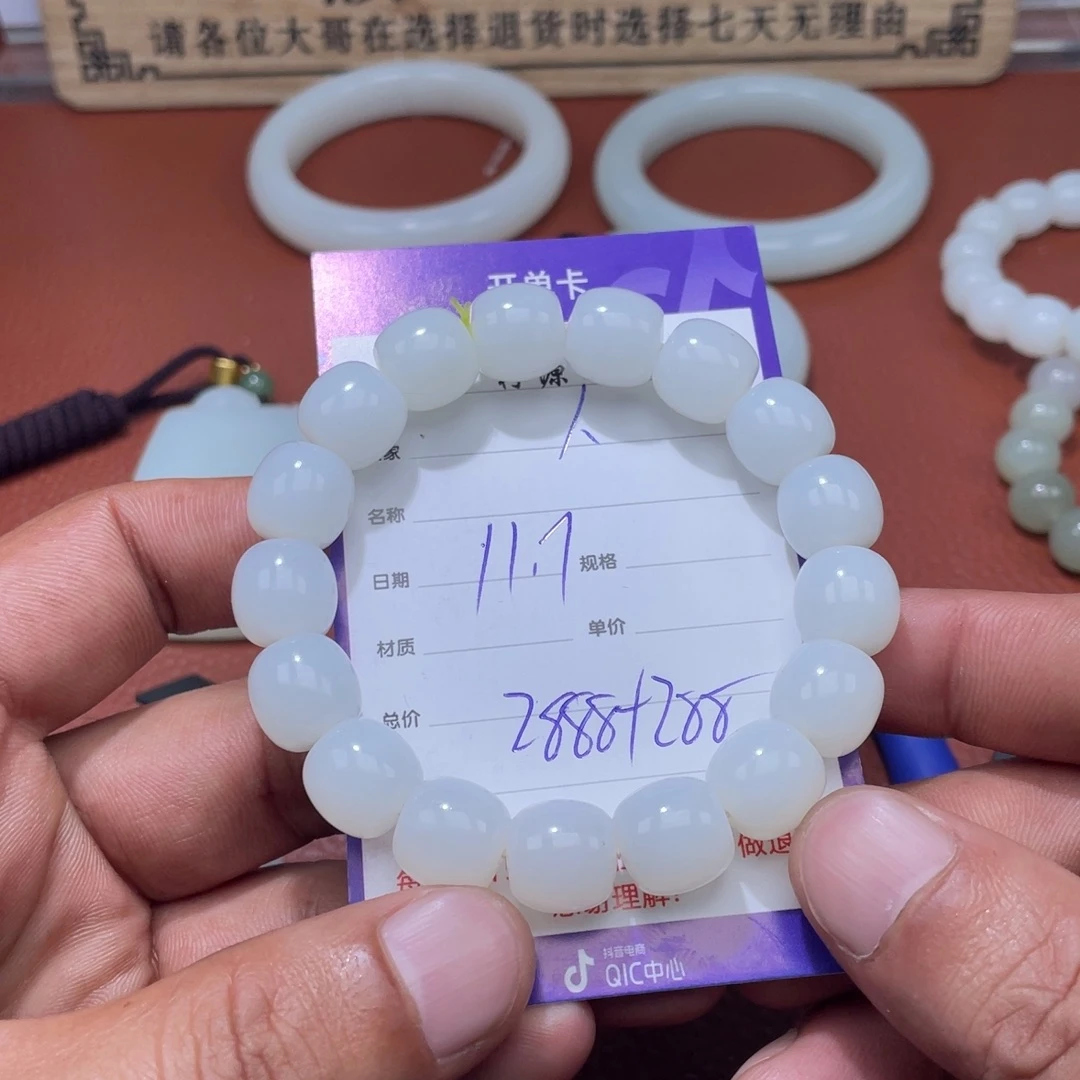 请各位大哥在选择退货时选择七天无理由
开单卡
名称
日期 11.7 规格
材质 单价
总价 2888+288
做退
理解!
抖音电商
QIC中心